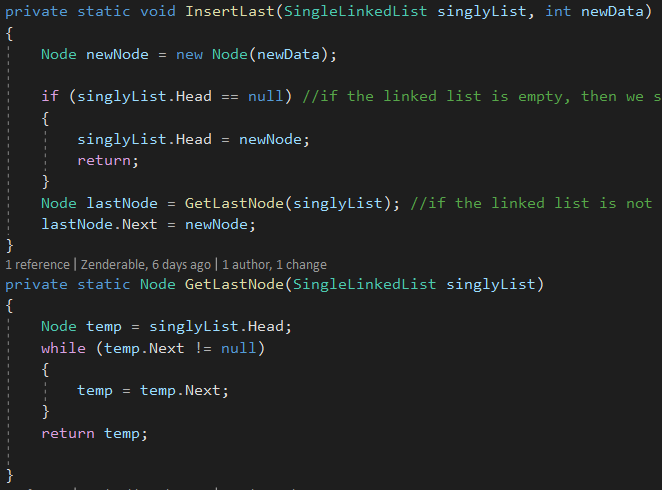 private static void InsertLast(SingleLinkedList singlyList, int newData)
{
Node newNode = new Node(newData);
if (singlyList.Head == null) //if the linked list is empty, then we s
{
singlyList.Head = newNode;
return;
}
Node lastNode = GetLastNode(singlyList); //if the linked list is not
lastNode.Next = newNode;
}
1 reference | Zenderable, 6 days ago | 1 author, 1 change
private static Node GetLastNode(SingleLinkedList singlyList)
{
Node temp = singlyList.Head;
while (temp.Next != null)
{
temp = temp.Next;
}
return temp;
}